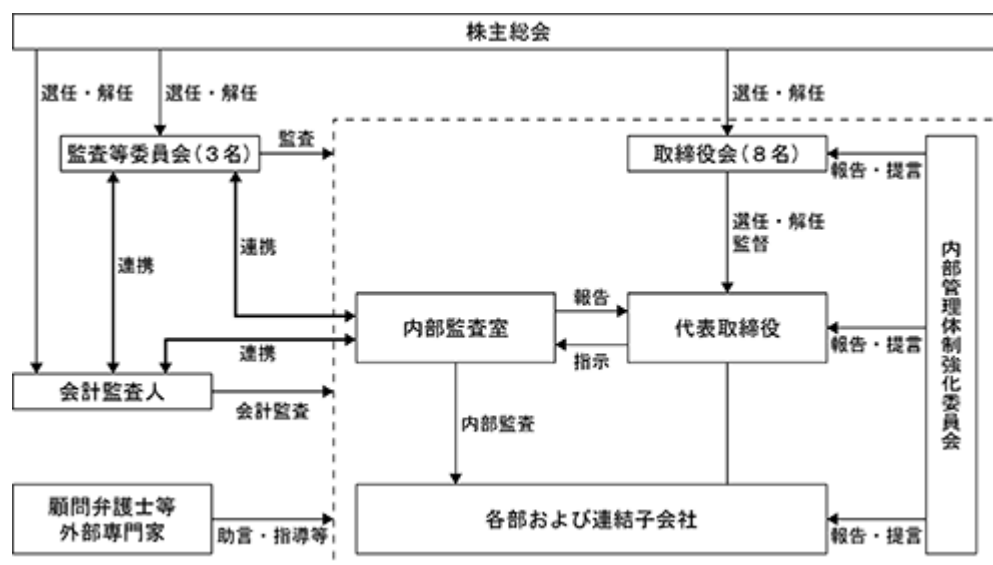 株主総会
選任・解任
選任・解任
選任・解任
監査等委員会(3名)
監査
取締役会(8名)
報告・提言
選任・解任
監督
連携
連携
内部管理体制強化委員会
内部監査室
報告
代表取締役
指示
報告・提言
連携
会計監査人
会計監査
内部監査
顧問弁護士等
外部専門家
助言・指導等
各部および連結子会社
報告・提言